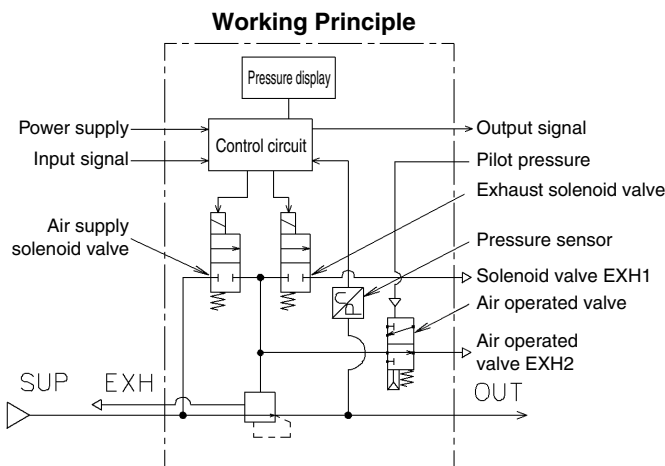 Working Principle
Pressure display
Power supply
Control circuit
Output signal
Input signal
Pilot pressure
Exhaust solenoid valve
Air supply
solenoid valve
Pressure sensor
Solenoid valve EXH1
Air operated valve
Air operated
valve EXH2
SUP
EXH
OUT